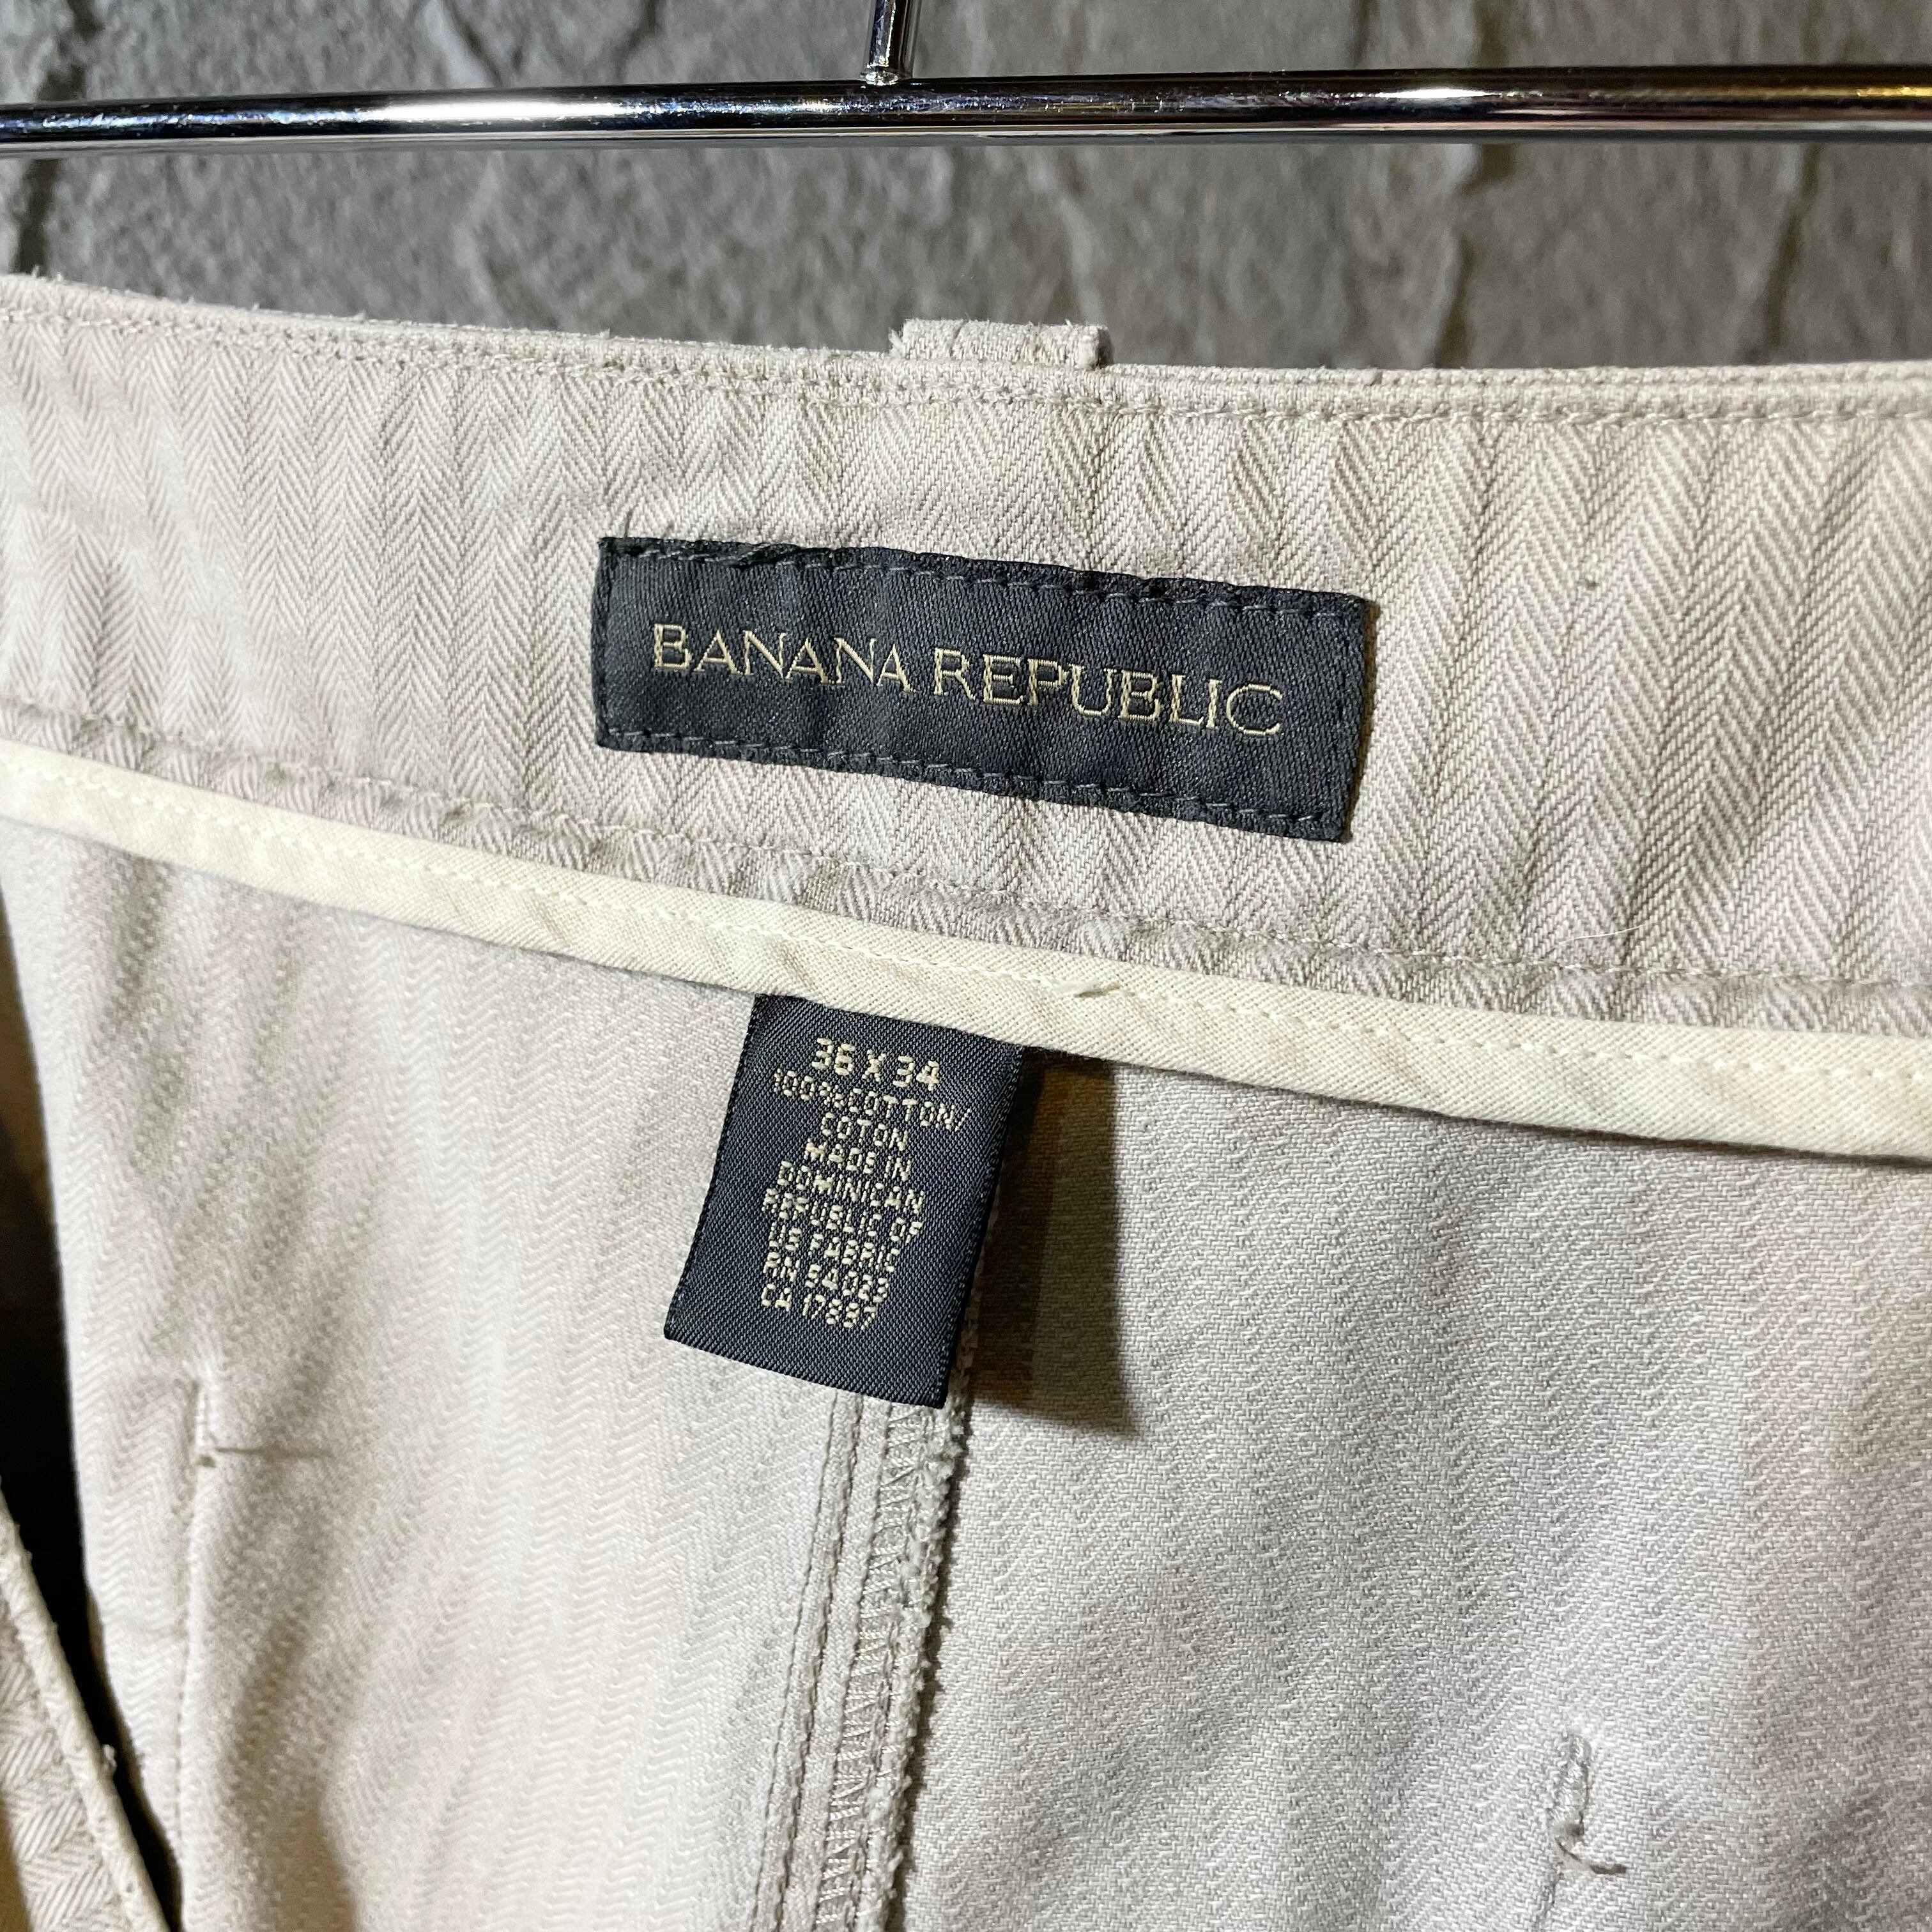 BANANA REPUBLIC
36 X 34
100% COTTON/
COTON
MADE IN
DOMINICAN
REPUBLIC OF
US FABRIC
RN 54023
CA 17897